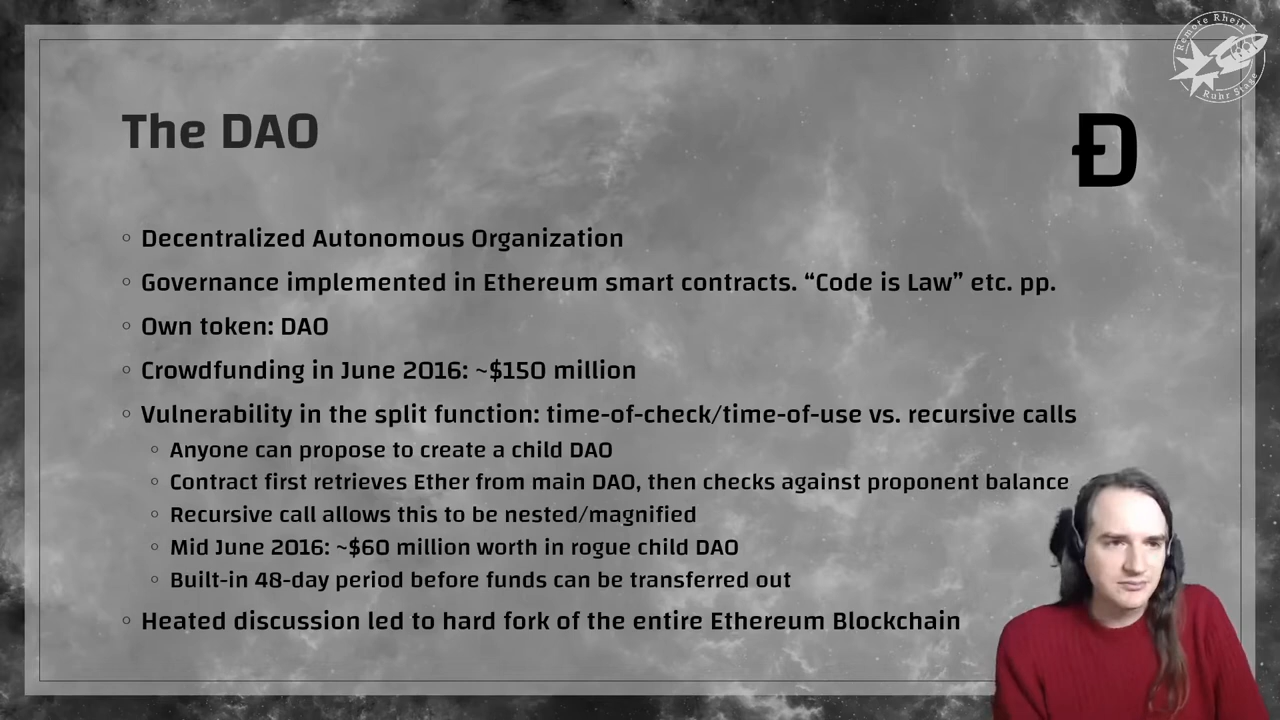 Remote Rhein
Ruhr Stage
The DAO
Ð
Decentralized Autonomous Organization
Governance implemented in Ethereum smart contracts. “Code is Law” etc. pp.
Own token: DAO
Crowdfunding in June 2016: ~$150 million
Vulnerability in the split function: time-of-check/time-of-use vs. recursive calls
Anyone can propose to create a child DAO
Contract first retrieves Ether from main DAO, then checks against proponent balance
Recursive call allows this to be nested/magnified
Mid June 2016: ~$60 million worth in rogue child DAO
Built-in 48-day period before funds can be transferred out
Heated discussion led to hard fork of the entire Ethereum Blockchain